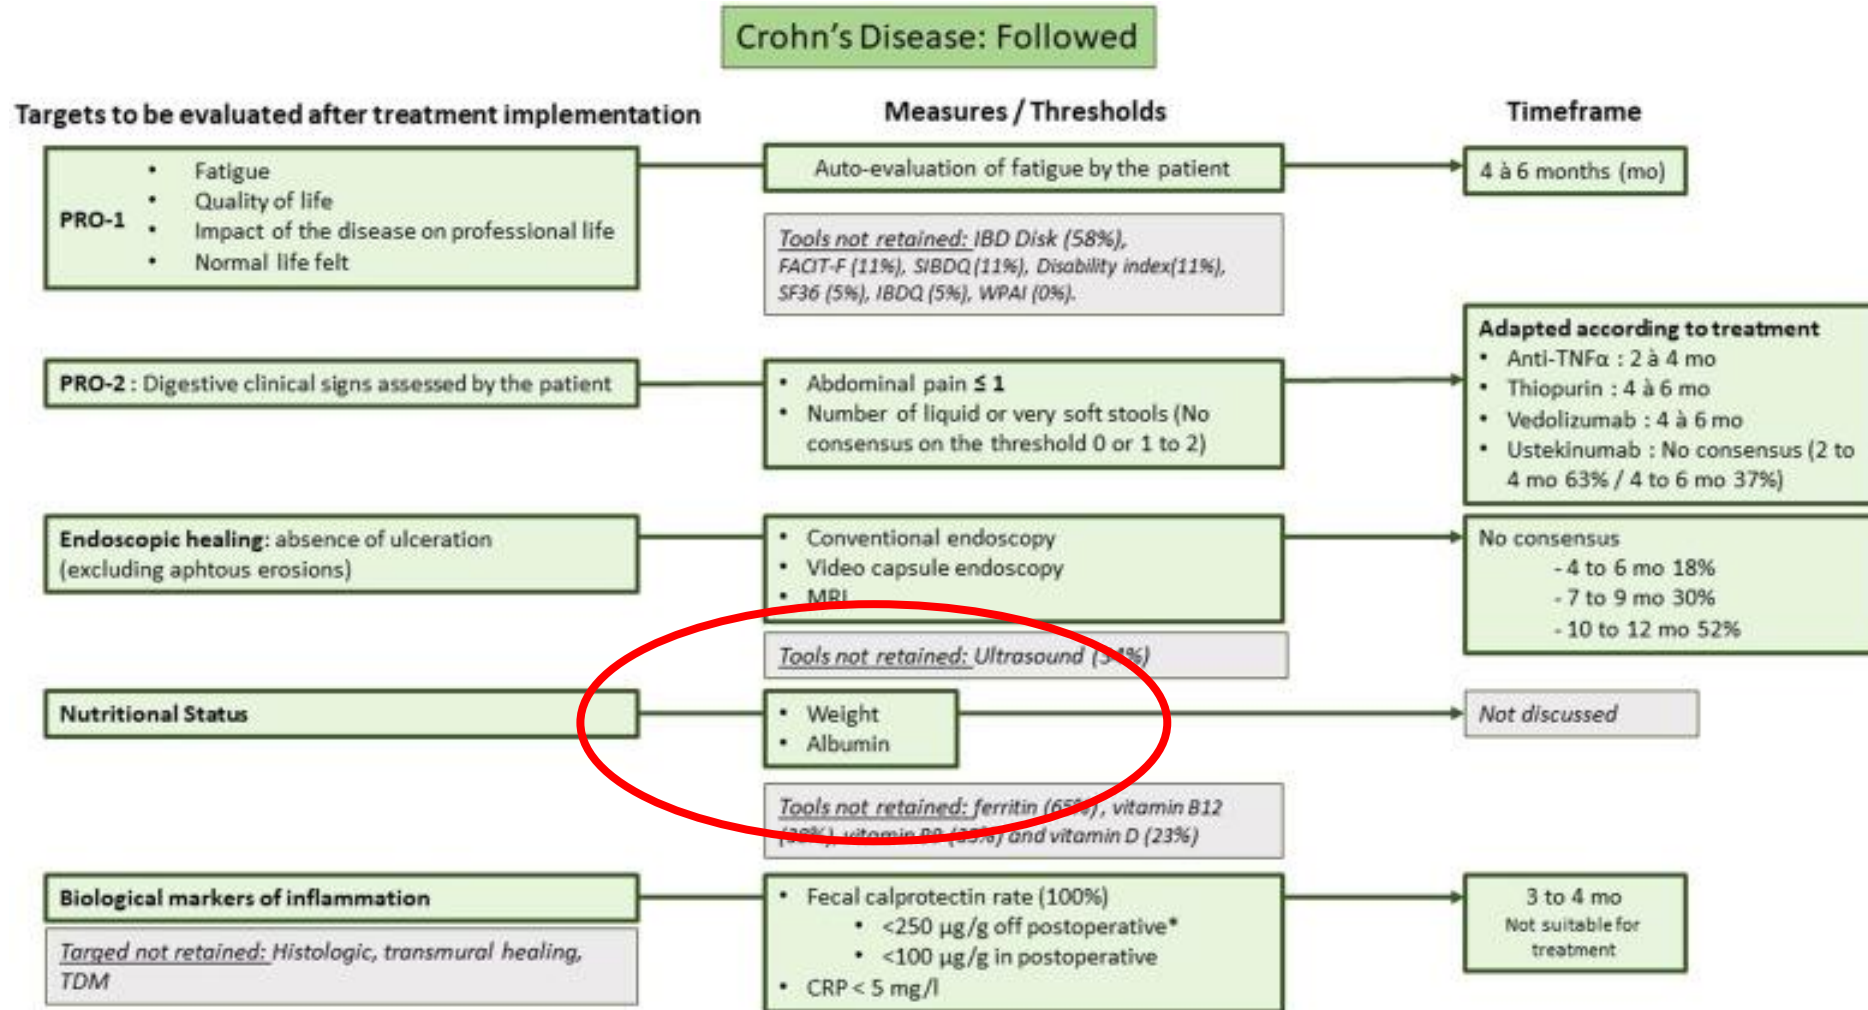 Crohn's Disease: Followed
Targets to be evaluated after treatment implementation
Measures / Thresholds
Timeframe
PRO-1
• Fatigue
• Quality of life
• Impact of the disease on professional life
• Normal life felt
Auto-evaluation of fatigue by the patient
4 à 6 months (mo)
Tools not retained: IBD Disk (58%),
FACIT-F (11%), SIBDQ (11%), Disability index(11%),
SF36 (5%), IBDQ (5%), WPAI (0%).
PRO-2 : Digestive clinical signs assessed by the patient
• Abdominal pain ≤ 1
• Number of liquid or very soft stools (No
consensus on the threshold 0 or 1 to 2)
Adapted according to treatment
• Anti-TNFα : 2 à 4 mo
• Thiopurin : 4 à 6 mo
• Vedolizumab : 4 à 6 mo
• Ustekinumab : No consensus (2 to
4 mo 63% / 4 to 6 mo 37%)
Endoscopic healing: absence of ulceration
(excluding aphtous erosions)
• Conventional endoscopy
• Video capsule endoscopy
• MRI
No consensus
- 4 to 6 mo 18%
- 7 to 9 mo 30%
- 10 to 12 mo 52%
Tools not retained: Ultrasound
Nutritional Status
• Weight
• Albumin
Not discussed
Tools not retained: ferritin (65%), vitamin B12
vitamin and vitamin D (23%)
Biological markers of inflammation
Targed not retained: Histologic, transmural healing,
TDM
• Fecal calprotectin rate (100%)
• <250 µg/g off postoperative*
• <100 µg/g in postoperative
• CRP < 5 mg/l
3 to 4 mo
Not suitable for
treatment